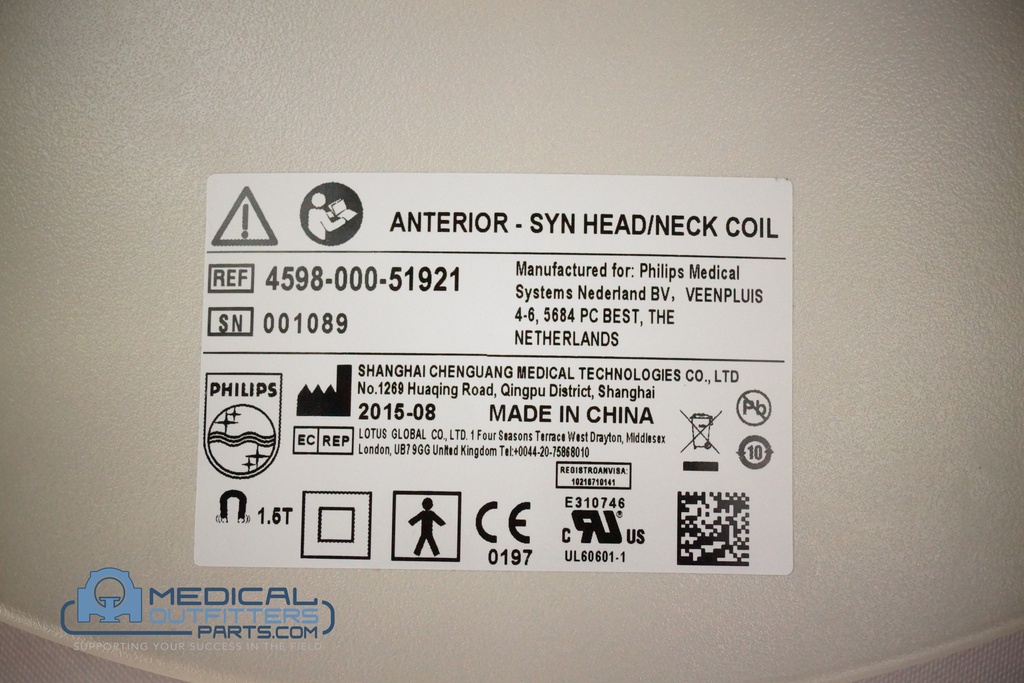 ANTERIOR - SYN HEAD/NECK COIL
REF 4598-000-51921
SN 001089
Manufactured for: Philips Medical
Systems Nederland BV, VEENPLUIS
4-6, 5684 PC BEST, THE
NETHERLANDS
PHILIPS
SHANGHAI CHENGUANG MEDICAL TECHNOLOGIES CO., LTD
No.1269 Huaqing Road, Qingpu District, Shanghai
2015-08 MADE IN CHINA
EC REP
LOTUS GLOBAL CO., LTD. 1 Four Seasons Terrace West Drayton, Middlesex
London, UB7 9GG United Kingdom Tel:+0044-20-75868010
Pb
10
REGISTROANVISA:
10216710141
1.5T
CE
0197
E310746
C RU ® US
UL60601-1
MEDICAL
OUTFITTERS
PARTS.COM
SUPPORTING YOUR SUCCESS IN THE FIELD